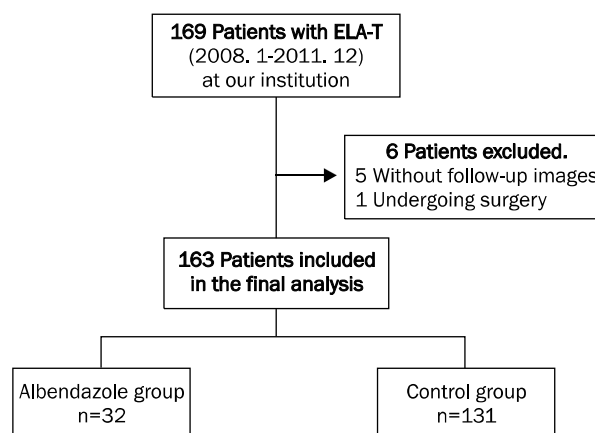 169 Patients with ELA-T
(2008. 1-2011. 12)
at our institution
6 Patients excluded.
5 Without follow-up images
1 Undergoing surgery
163 Patients included
in the final analysis
Albendazole group
n=32
Control group
n=131